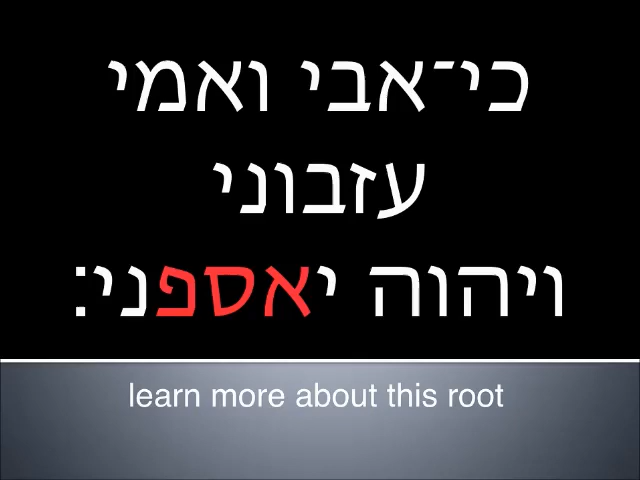 כי־אבי ואמי
עזבוני
ויהוה יאספני׃
learn more about this root